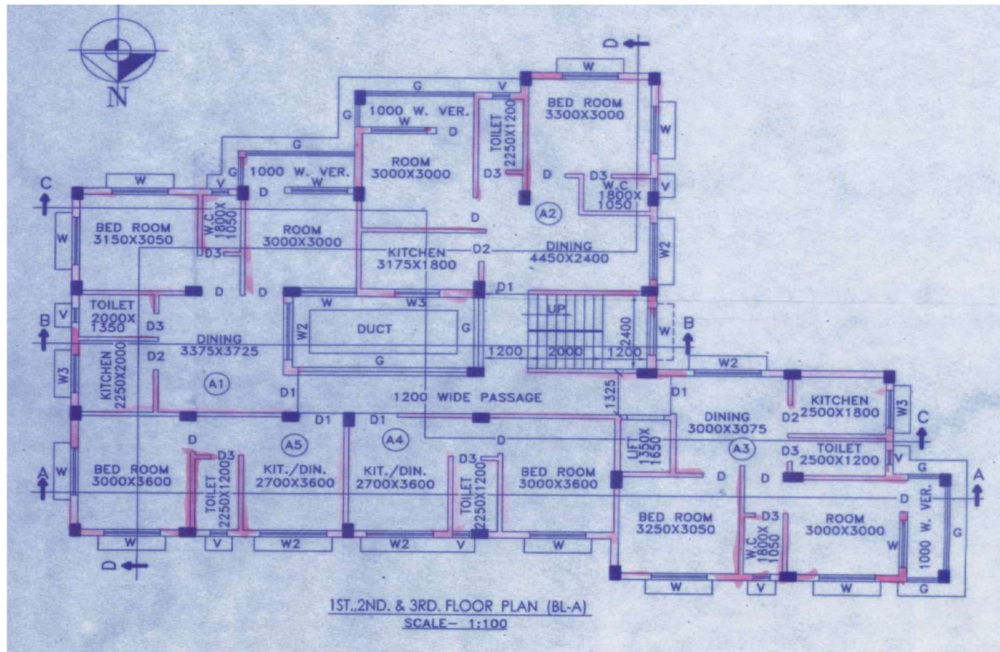 N
D
W
V
G
1000 W. VER.
W
D
TOILET
2250X1200
D3
BED ROOM
3300X3000
W
D
W.C
1800X
1050
V
A2
W2
G
V
G
1000 W. VER.
D
W
ROOM
3000X3000
D
C
W
W
BED ROOM
3150X3050
W.C
1800X
1050
D3
ROOM
3000X3000
D
D
KITCHEN
3175X1800
D2
DINING
4450X2400
D1
W3
W
TOILET
2000X
1350
V
D3
B
W3
KITCHEN
2250X2000
D2
DINING
3375X3725
A1
W2
DUCT
G
G
UP
1200
2000
1200
2400
W
B
D1
1200 WIDE PASSAGE
1325
D1
W2
DINING
3000X3075
D2
KITCHEN
2500X1800
W3
C
D1
D1
A5
A4
LIFT
1350X
1650
A3
D3
TOILET
2500X1200
V
A
W
BED ROOM
3000X3600
D
D3
TOILET
2250X1200
KIT./DIN.
2700X3600
KIT./DIN.
2700X3600
D3
TOILET
2250X1200
D
BED ROOM
3000X3600
D
D
G
D
A
BED ROOM
3250X3050
D3
W.C
1800X
1050
ROOM
3000X3000
W
1000 W. VER.
G
W
V
W2
W2
V
W
D
W
V
W
G
1ST.,2ND. & 3RD. FLOOR PLAN (BL-A)
SCALE- 1:100